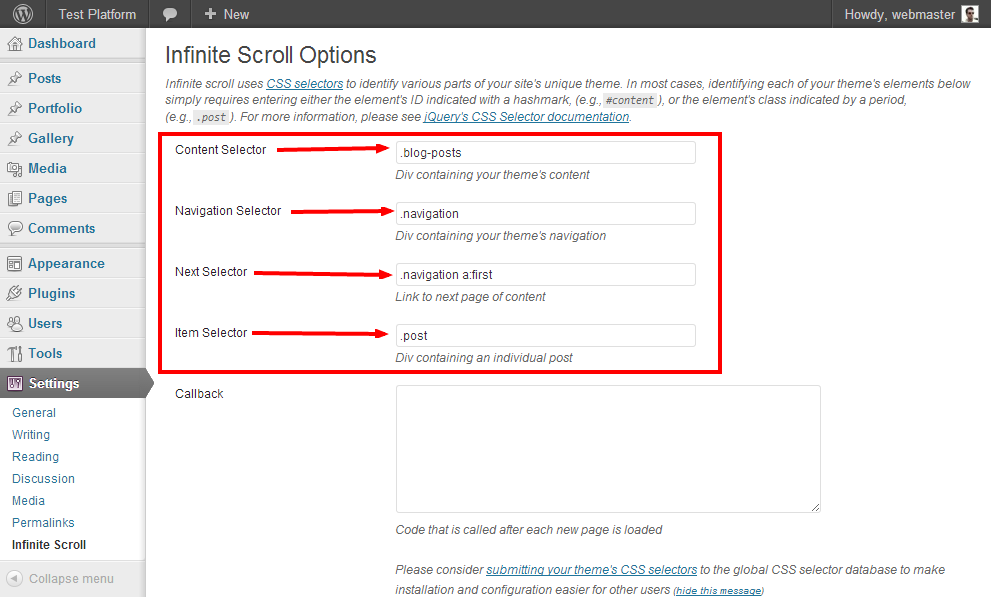 Test Platform
New
Howdy, webmaster
Dashboard
Posts
Portfolio
Gallery
Media
Pages
Comments
Appearance
Plugins
Users
Tools
Settings
General
Writing
Reading
Discussion
Media
Permalinks
Infinite Scroll
Collapse menu
Infinite Scroll Options
Infinite scroll uses CSS selectors to identify various parts of your site's unique theme. In most cases, identifying each of your theme's elements below
simply requires entering either the element's ID indicated with a hashmark, (e.g., #content ), or the element's class indicated by a period,
(e.g., .post ). For more information, please see jQuery's CSS Selector documentation.
Content Selector
.blog-posts
Div containing your theme's content
Navigation Selector
.navigation
Div containing your theme's navigation
Next Selector
.navigation a:first
Link to next page of content
Item Selector
.post
Div containing an individual post
Callback
Code that is called after each new page is loaded
Please consider submitting your theme's CSS selectors to the global CSS selector database to make
installation and configuration easier for other users (hide this message)